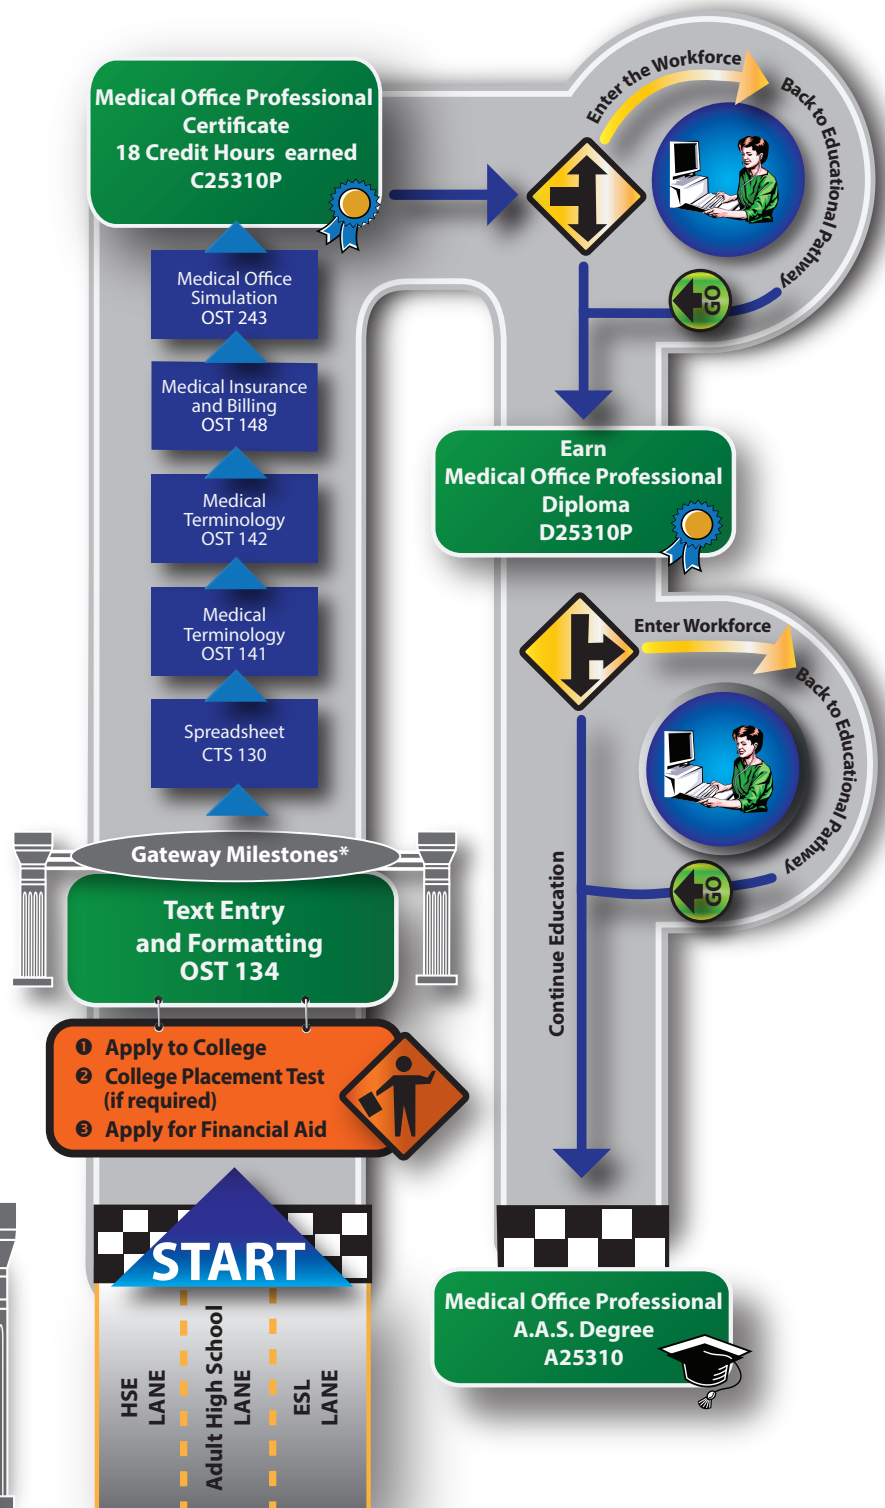 Medical Office Professional
Certificate
18 Credit Hours earned
C25310P
Enter the Workforce
Back to Educational Pathway
GO
Medical Office
Simulation
OST 243
Medical Insurance
and Billing
OST 148
Medical
Terminology
OST 142
Medical
Terminology
OST 141
Spreadsheet
CTS 130
Gateway Milestones*
Text Entry
and Formatting
OST 134
❶ Apply to College
❷ College Placement Test
(if required)
❸ Apply for Financial Aid
START
HSE
LANE
Adult High School
LANE
ESL
LANE
Earn
Medical Office Professional
Diploma
D25310P
Enter Workforce
Back to Educational Pathway
GO
Continue Education
Medical Office Professional
A.A.S. Degree
A25310